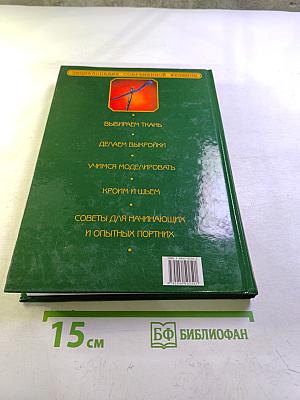 ЭНЦИКЛОПЕДИЯ СОВРЕМЕННОЙ ЖЕНЩИНЫ
ВЫБИРАЕМ ТКАНЬ
ДЕЛАЕМ ВЫКРОЙКИ
УЧИМСЯ МОДЕЛИРОВАТЬ
КРОИМ И ШЬЕМ
СОВЕТЫ ДЛЯ НАЧИНАЮЩИХ
И ОПЫТНЫХ ПОРТНИХ
15 см
БФ БИБЛИОФАН